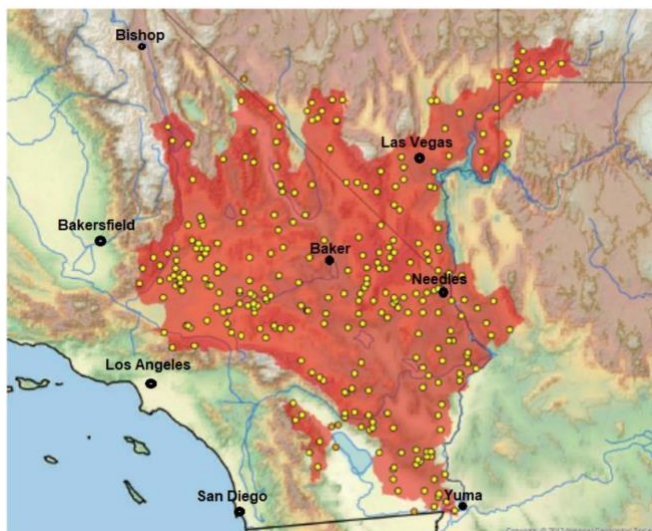 Bishop
Las Vegas
Bakersfield
Baker
Needles
Los Angeles
San Diego
Yuma